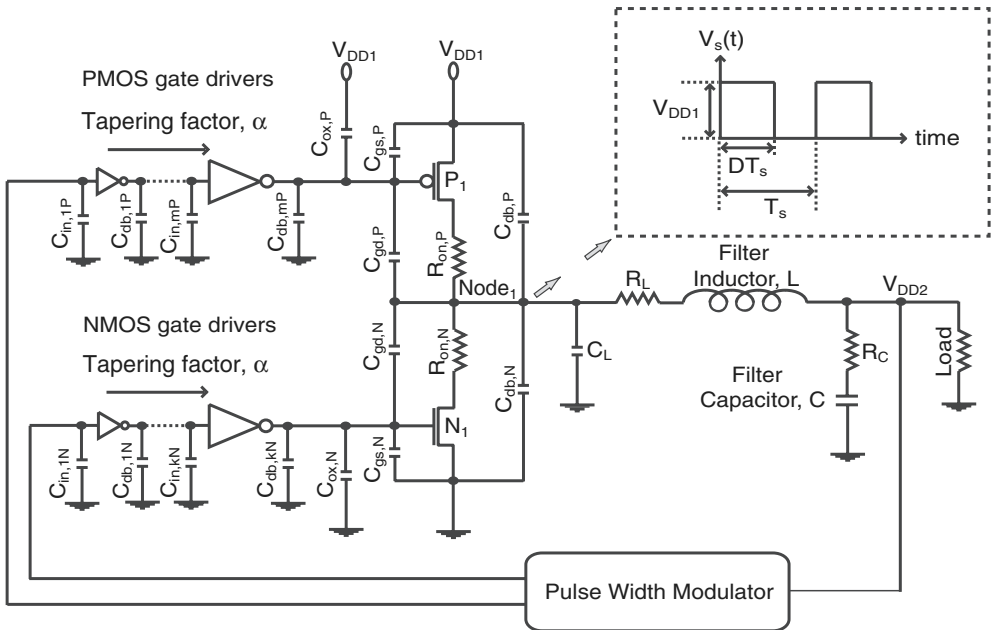 V_DD1
V_DD1
PMOS gate drivers
Tapering factor, α
C_ox,P
C_gs,P
P_1
C_in,1P
C_db,1P
C_in,mP
C_db,mP
C_gd,P
R_on,P
C_db,P
Node_1
V_s(t)
V_DD1
time
DT_s
T_s
NMOS gate drivers
Tapering factor, α
C_gd,N
R_on,N
C_db,N
C_L
R_L
Filter
Inductor, L
V_DD2
R_C
Load
Filter
Capacitor, C
N_1
C_in,1N
C_db,1N
C_in,kN
C_db,kN
C_ox,N
C_gs,N
Pulse Width Modulator